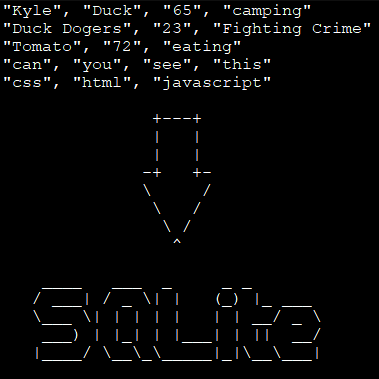 "Kyle", "Duck", "65", "camping"
"Duck Dogers", "23", "Fighting Crime"
"Tomato", "72", "eating"
"can", "you", "see", "this"
"css", "html", "javascript"
SQLite